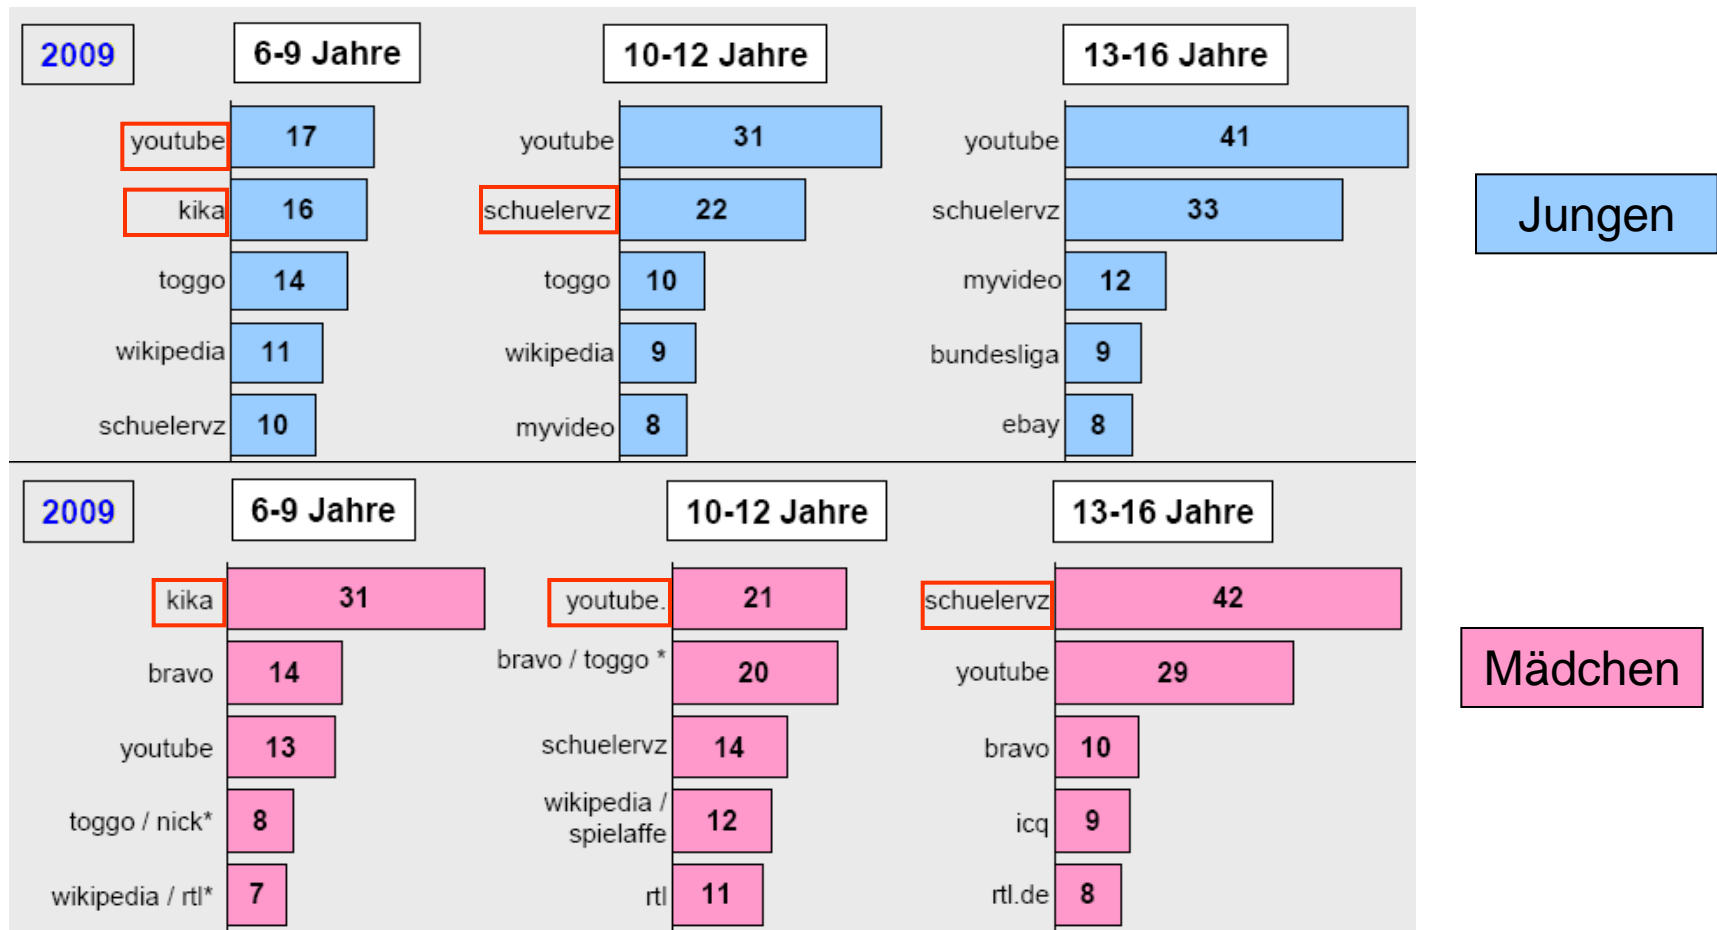 2009
6-9 Jahre
10-12 Jahre
13-16 Jahre
youtube 17
kika 16
toggo 14
wikipedia 11
schuelervz 10
youtube 31
schuelervz 22
toggo 10
wikipedia 9
myvideo 8
youtube 41
schuelervz 33
myvideo 12
bundesliga 9
ebay 8
Jungen
2009
6-9 Jahre
10-12 Jahre
13-16 Jahre
kika 31
bravo 14
youtube 13
toggo / nick* 8
wikipedia / rtl* 7
youtube. 21
bravo / toggo * 20
schuelervz 14
wikipedia /
spielaffe 12
rtl 11
schuelervz 42
youtube 29
bravo 10
icq 9
rtl.de 8
Mädchen